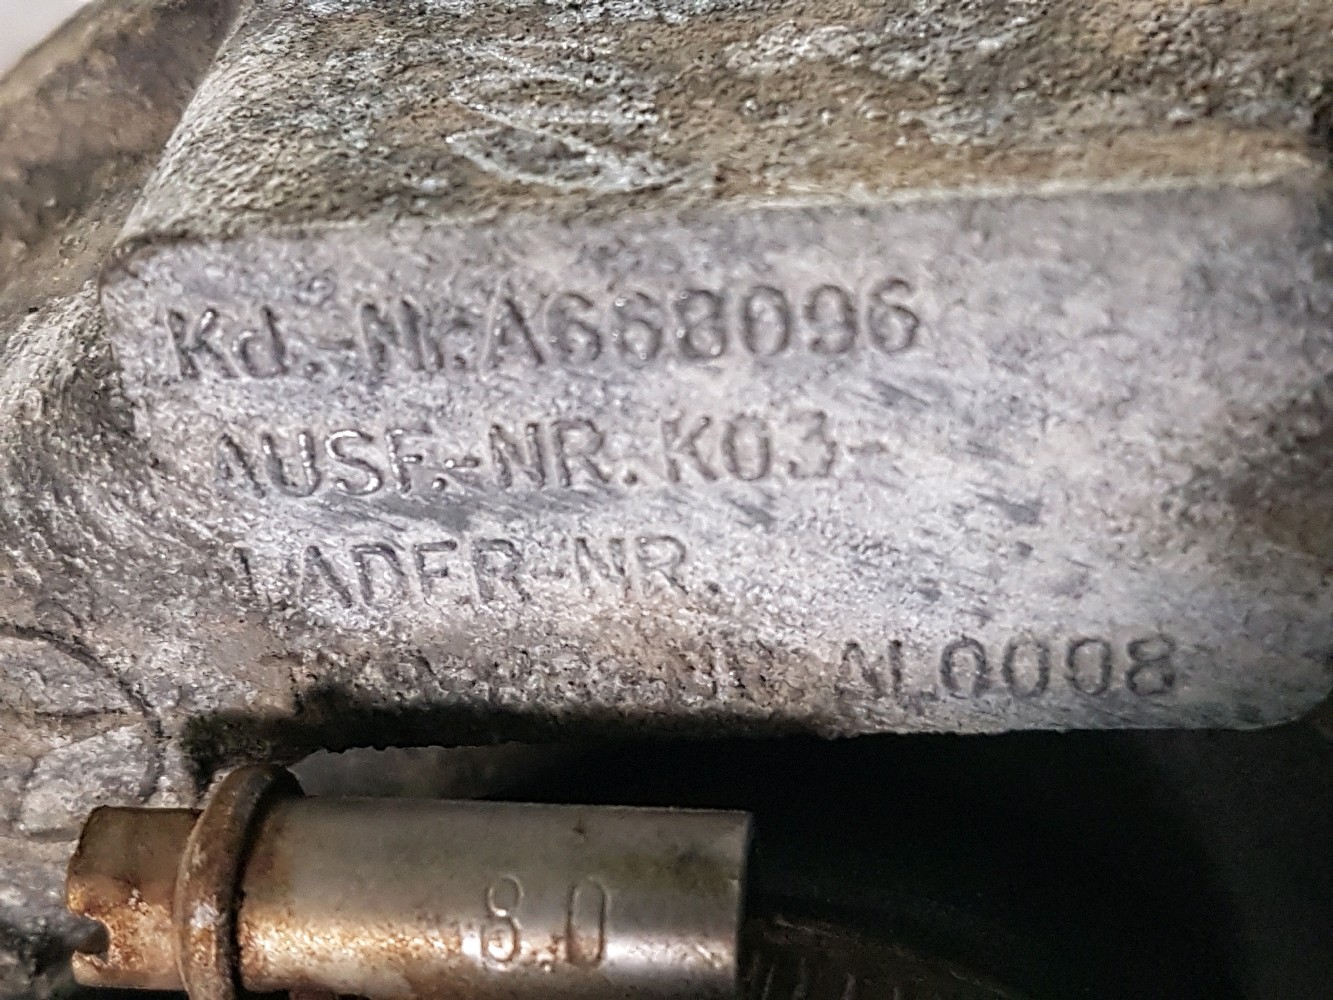 Kd.-Nr.A668096
AUSF.-NR.K03-
LADER-NR.
AL0008
8.0